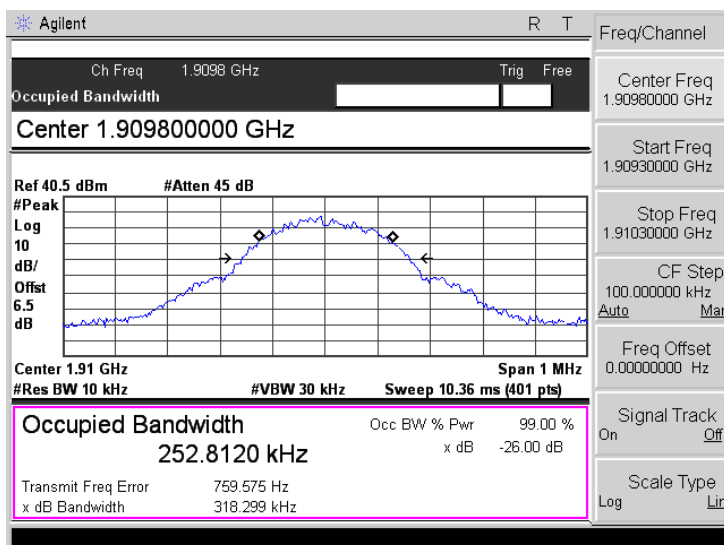 Agilent R T
Ch Freq 1.9098 GHz Trig Free
Occupied Bandwidth
Center 1.909800000 GHz
Ref 40.5 dBm #Atten 45 dB
#Peak
Log
10
dB/
Offst
6.5
dB
Center 1.91 GHz Span 1 MHz
#Res BW 10 kHz #VBW 30 kHz Sweep 10.36 ms (401 pts)
Occupied Bandwidth Occ BW % Pwr 99.00 %
252.8120 kHz x dB -26.00 dB
Transmit Freq Error 759.575 Hz
x dB Bandwidth 318.299 kHz
Freq/Channel
Center Freq
1.90980000 GHz
Start Freq
1.90930000 GHz
Stop Freq
1.91030000 GHz
CF Step
100.000000 kHz
Auto Man
Freq Offset
0.00000000 Hz
Signal Track
On Off
Scale Type
Log Lin